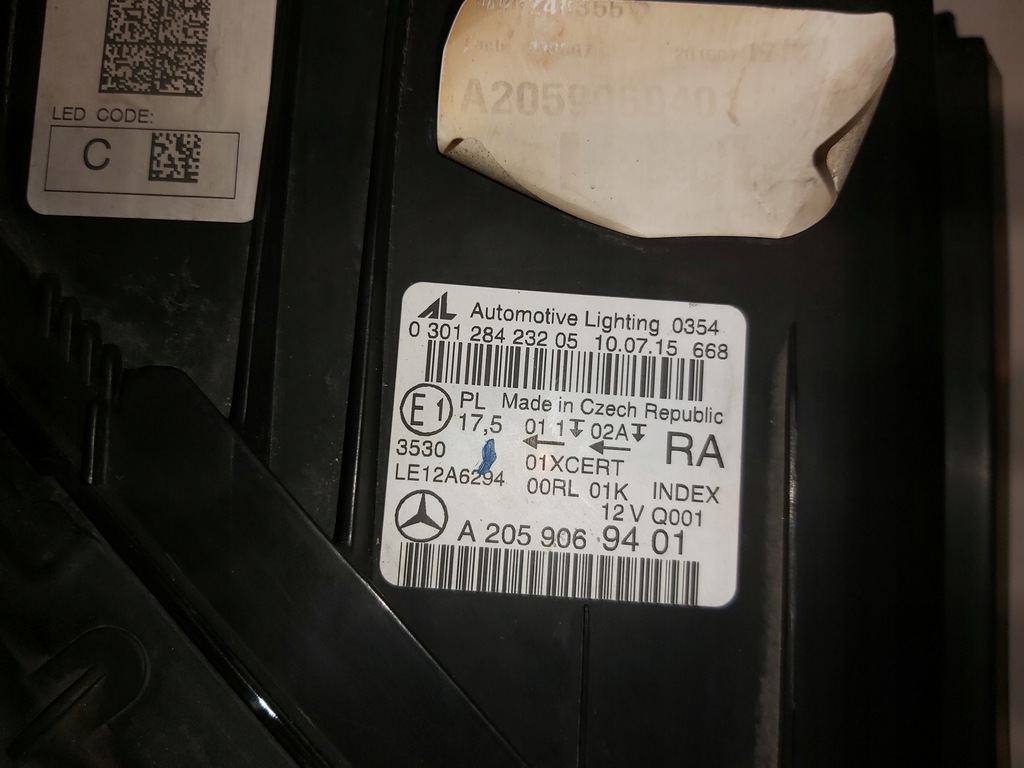 LED CODE:
C
A205906940
AL Automotive Lighting 0354
0 301 284 232 05 10.07.15 668
E1 PL Made in Czech Republic
17,5 01 1 02A RA
3530 01XCERT
LE12A6294 00RL 01K INDEX
12 V Q001
A 205 906 94 01